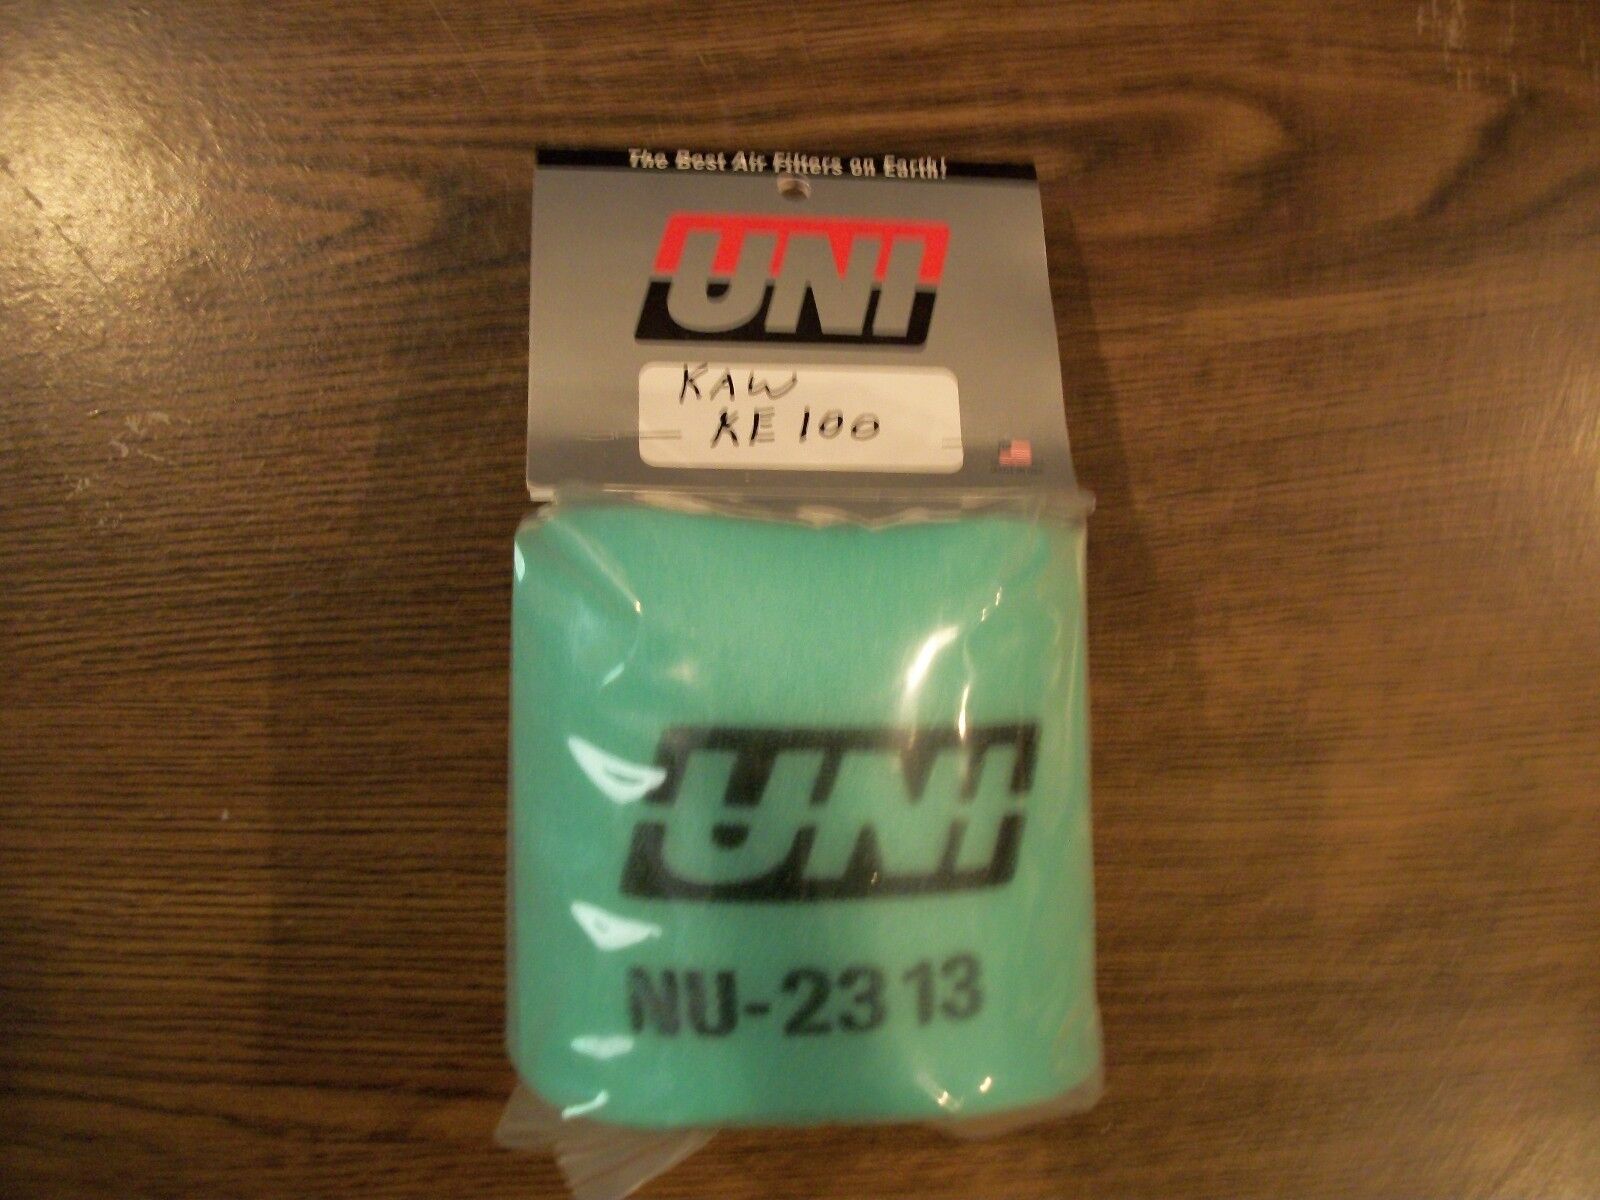 The Best Air Filters on Earth!
UNI
KAW
KE 100
UNI
NU-2313